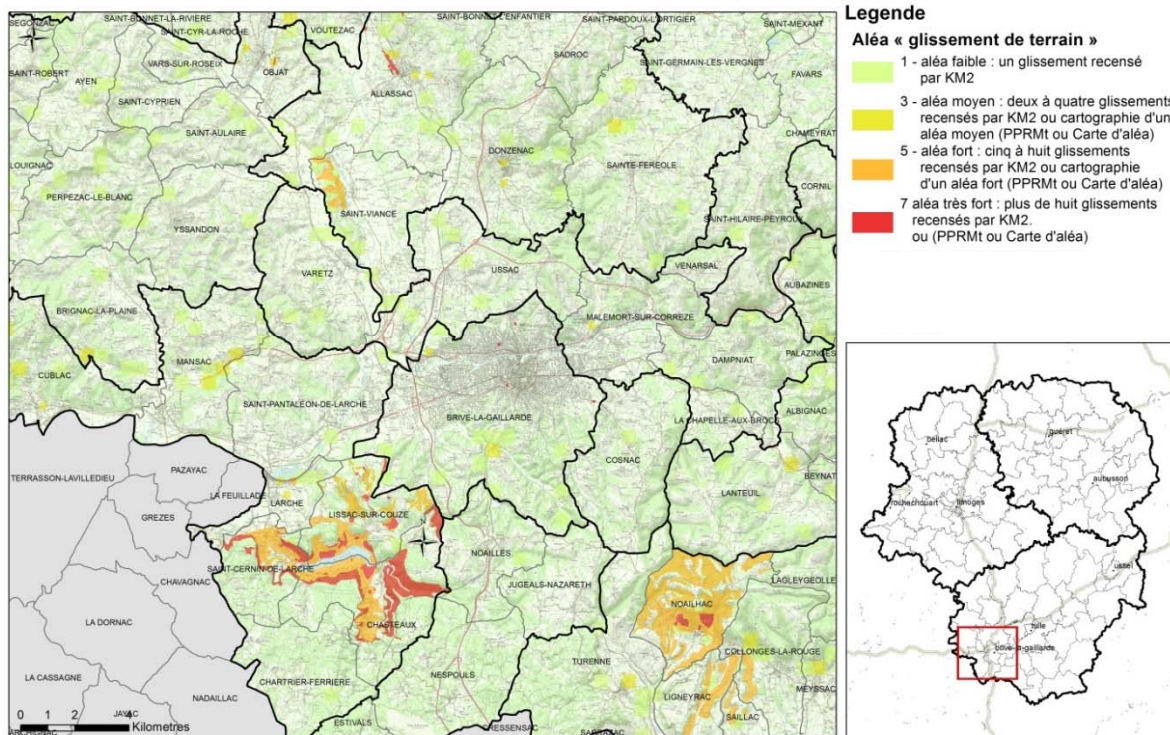 SEGONZAC
SAINT-BONNET-LA-RIVIERE
SAINT-CYR-LA-ROCHE
VOUTEZAC
SAINT-BONNET-L'ENFANTIER
SAINT-PARDOUX-L'ORTIGIER
SAINT-MEXANT
SADROC
SAINT-GERMAIN-LES-VERGNES
FAVARS
VARS-SUR-ROSEIX
OBJAT
SAINT-ROBERT
AYEN
ALLASSAC
SAINT-CYPRIEN
CHAMEYRAT
SAINT-AULAIRE
DONZENAC
SAINTE-FEREOLE
LOUIGNAC
CORNIL
PERPEZAC-LE-BLANC
SAINT-VIANCE
SAINT-HILAIRE-PEYROUX
YSSANDON
VARETZ
USSAC
VENARSAL
AUBAZINES
BRIGNAC-LA-PLAINE
MALEMORT-SUR-CORREZE
MANSAC
DAMPNIAT
PALAZINGES
CUBLAC
SAINT-PANTALEON-DE-LARCHE
BRIVE-LA-GAILLARDE
LA CHAPELLE-AUX-BROCS
ALBIGNAC
COSNAC
PAZAYAC
TERRASSON-LAVILLEDIEU
BEYNAT
LANTEUIL
LA FEUILLADE
LARCHE
LISSAC-SUR-COUZE
GREZES
N
NOAILLES
SAINT-CERNIN-DE-LARCHE
CHAVAGNAC
JUGEALS-NAZARETH
LAGLEYGEOLLE
NOAILHAC
LA DORNAC
CHASTEAUX
COLLONGES-LA-ROUGE
TURENNE
LA CASSAGNE
CHARTRIER-FERRIERE
NESPOULS
MEYSSAC
NADAILLAC
LIGNEYRAC
SAILLAC
JAYAC
ESTIVALS
0 2 4
Kilometres
Legende
Aléa « glissement de terrain »
1 - aléa faible : un glissement recensé
par KM2
3 - aléa moyen : deux à quatre glissements
recensés par KM2 ou cartographie d'un
aléa moyen (PPRMt ou Carte d'aléa)
5 - aléa fort : cinq à huit glissements
recensés par KM2 ou cartographie
d'un aléa fort (PPRMt ou Carte d'aléa)
7 aléa très fort : plus de huit glissements
recensés par KM2.
ou (PPRMt ou Carte d'aléa)
bellac
guéret
aubusson
rochechouart
limoges
ussel
tulle
brive-la-gaillarde